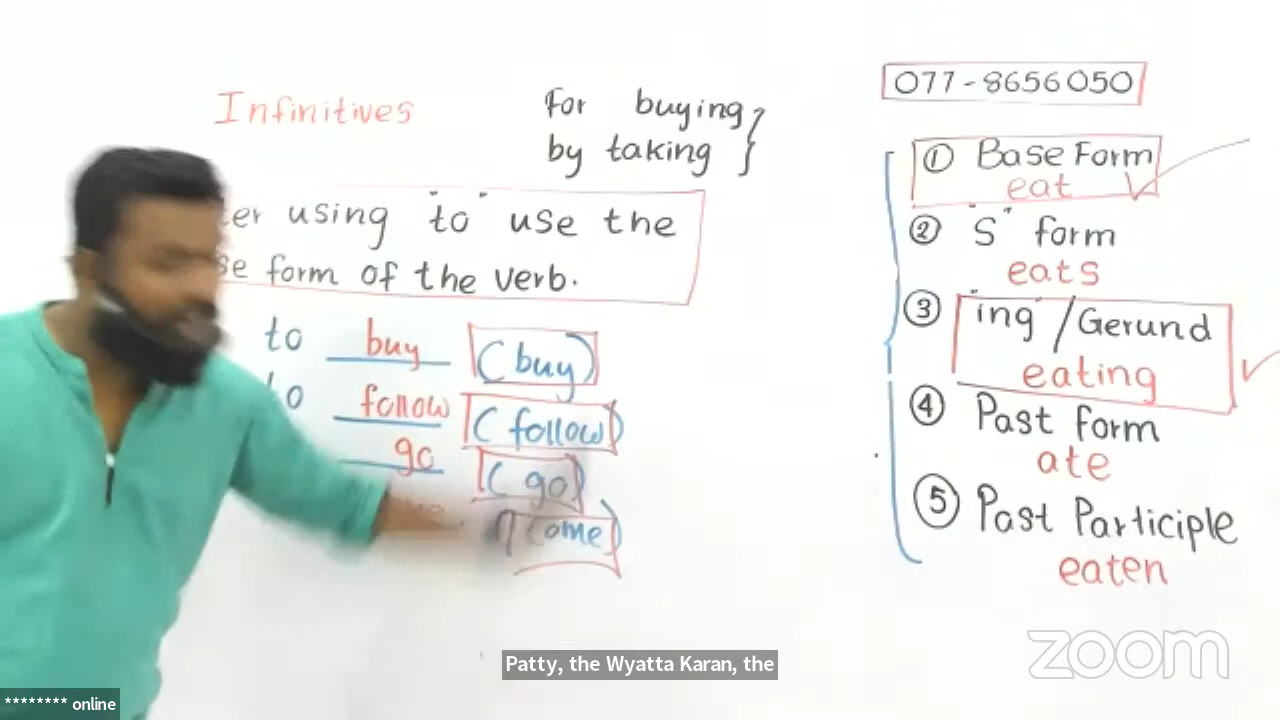 Infinitives
For buying
by taking
using "to" use the
form of the verb.
to buy (buy)
to follow (follow)
go (go)
077-8656050
① Base Form
eat
② "S" form
eats
③ "ing" / Gerund
eating
④ Past form
ate
⑤ Past Participle
eaten
Patty, the Wyatta Karan, the
******** online
zoom